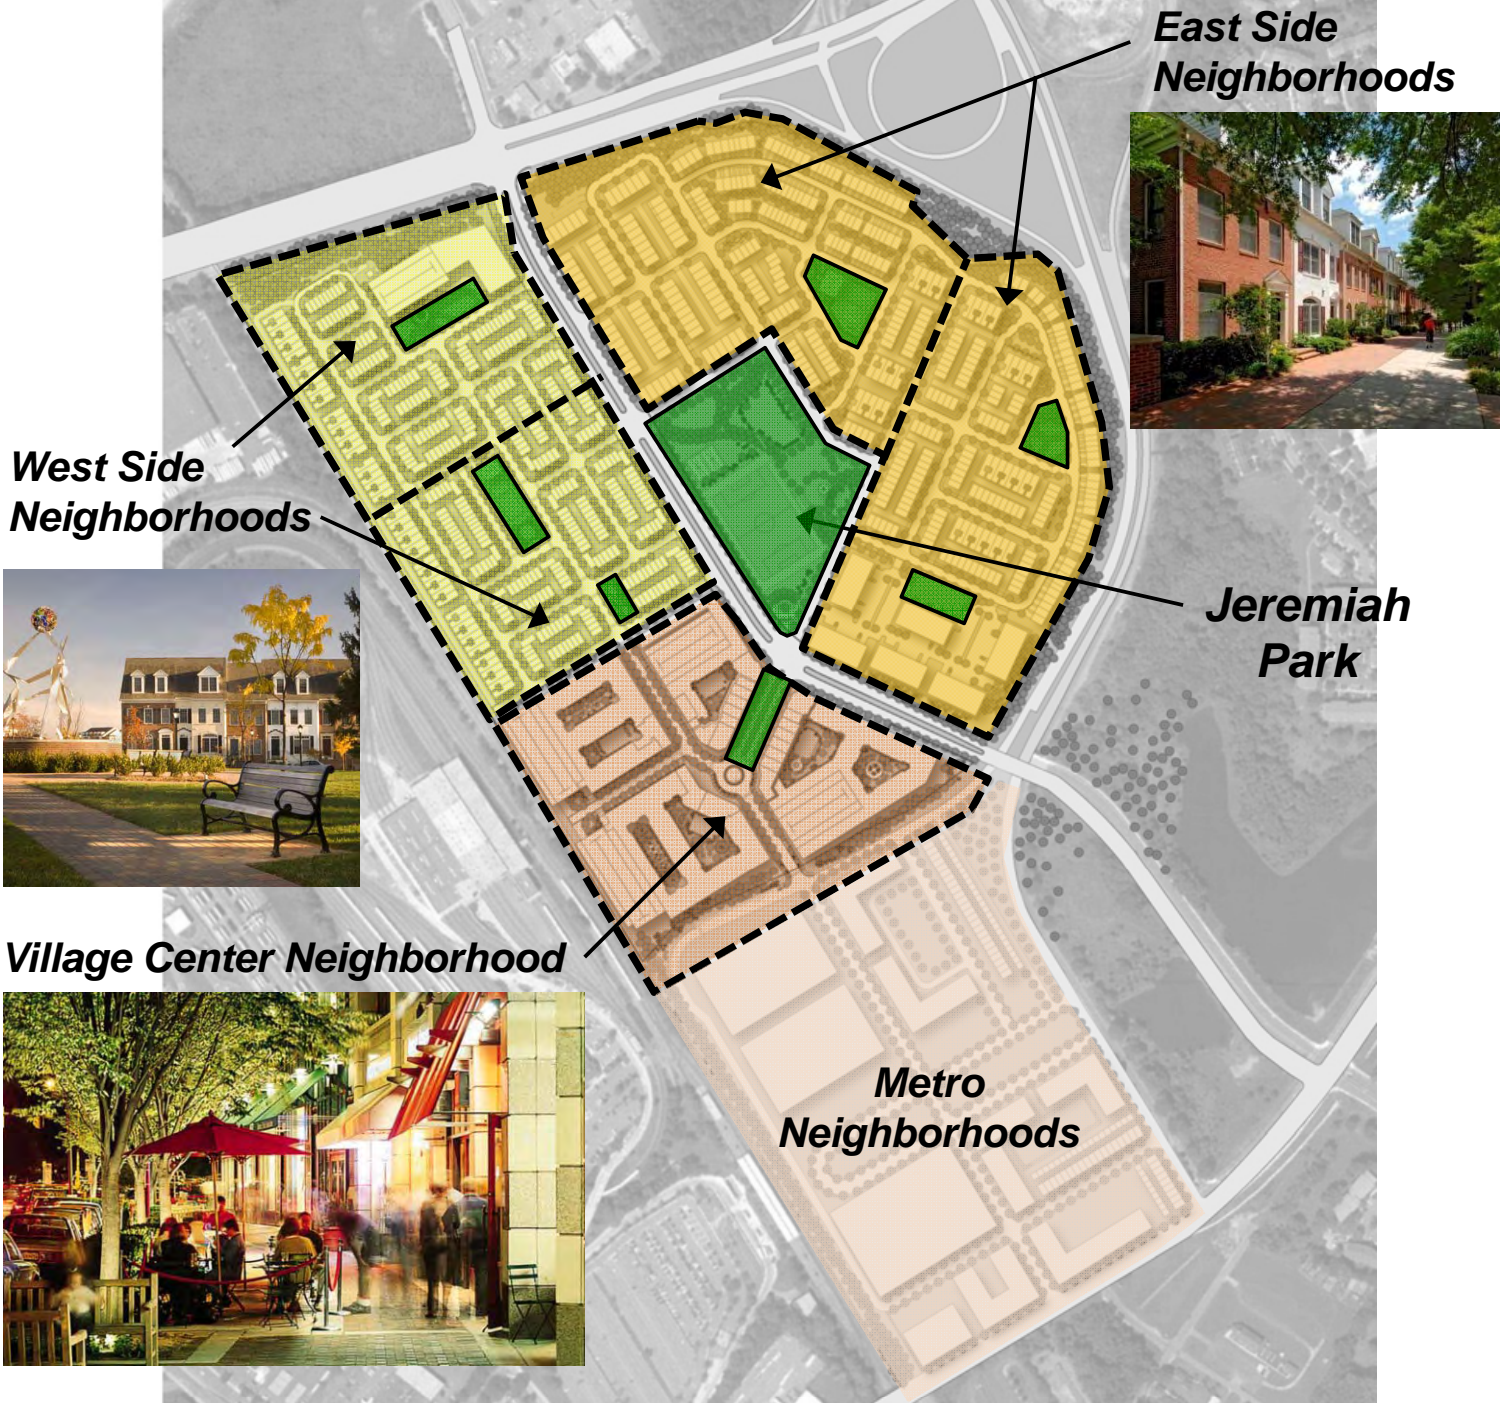 East Side
Neighborhoods
West Side
Neighborhoods
Jeremiah
Park
Village Center Neighborhood
Metro
Neighborhoods